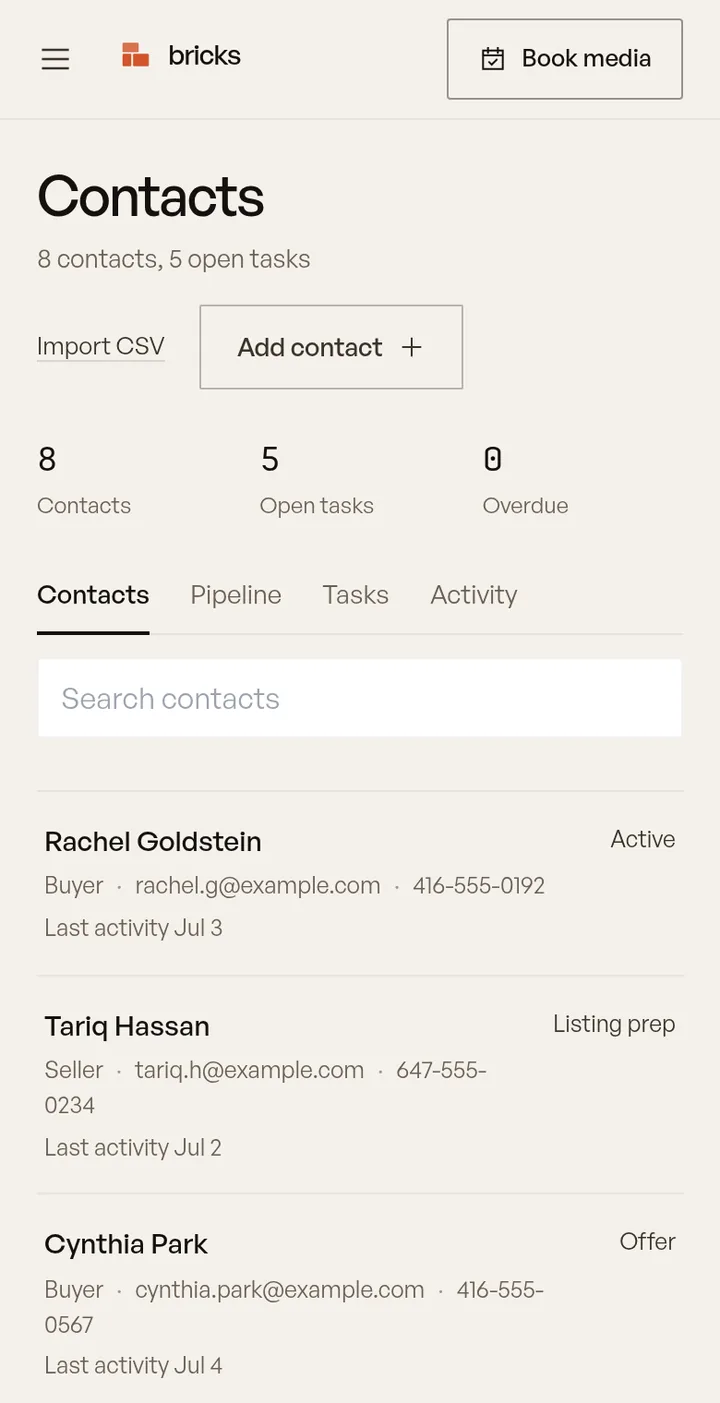 bricks
Book media
Contacts
8 contacts, 5 open tasks
Import CSV
Add contact
8
5
0
Contacts
Open tasks
Overdue
Contacts
Pipeline
Tasks
Activity
Search contacts
Rachel Goldstein
Active
Buyer · rachel.g@example.com · 416-555-0192
Last activity Jul 3
Tariq Hassan
Listing prep
Seller · tariq.h@example.com · 647-555-
0234
Last activity Jul 2
Cynthia Park
Offer
Buyer · cynthia.park@example.com · 416-555-
0567
Last activity Jul 4